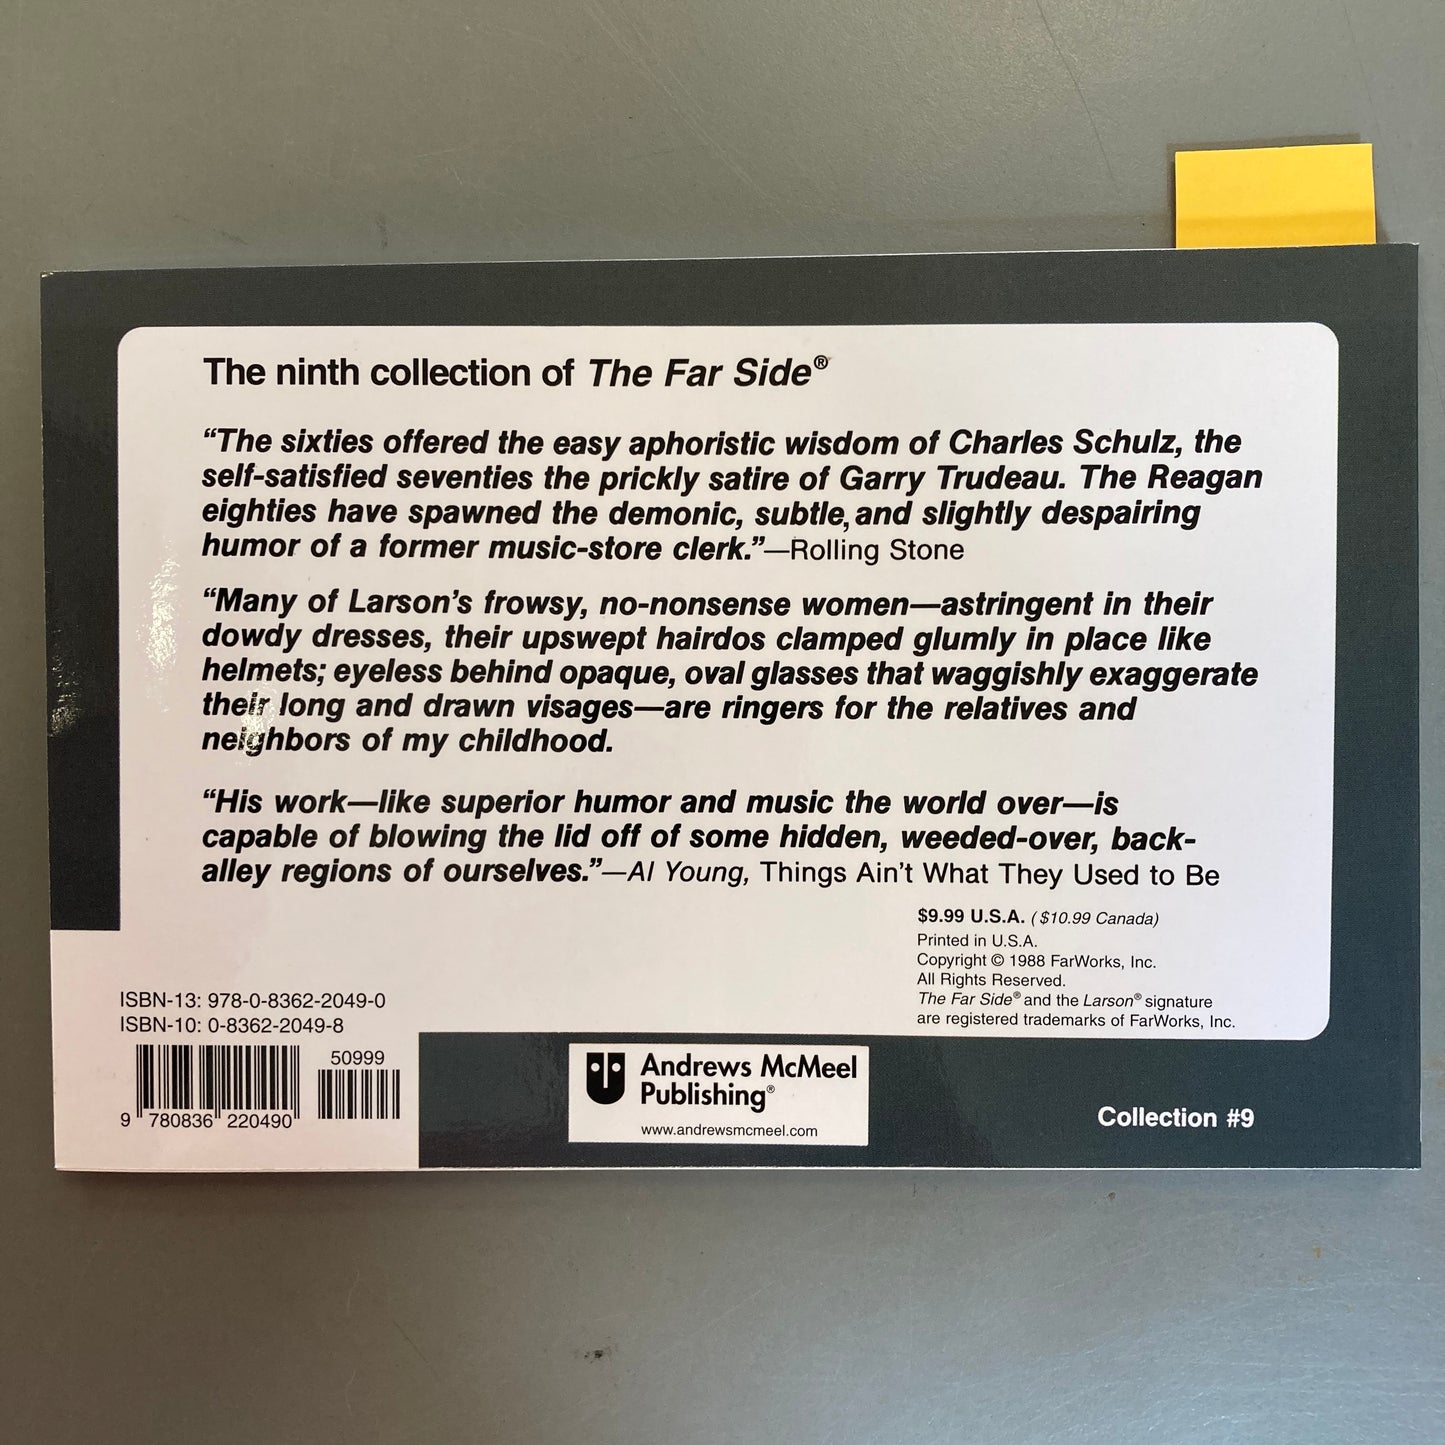 The ninth collection of The Far Side®
“The sixties offered the easy aphoristic wisdom of Charles Schulz, the
self-satisfied seventies the prickly satire of Garry Trudeau. The Reagan
eighties have spawned the demonic, subtle, and slightly despairing
humor of a former music-store clerk.”—Rolling Stone
“Many of Larson’s frowsy, no-nonsense women—astringent in their
dowdy dresses, their upswept hairdos clamped glumly in place like
helmets; eyeless behind opaque, oval glasses that waggishly exaggerate
their long and drawn visages—are ringers for the relatives and
neighbors of my childhood.
“His work—like superior humor and music the world over—is
capable of blowing the lid off of some hidden, weeded-over, back-
alley regions of ourselves.”—Al Young, Things Ain’t What They Used to Be
$9.99 U.S.A. ($10.99 Canada)
Printed in U.S.A.
Copyright © 1988 FarWorks, Inc.
All Rights Reserved.
The Far Side® and the Larson® signature
are registered trademarks of FarWorks, Inc.
ISBN-13: 978-0-8362-2049-0
ISBN-10: 0-8362-2049-8
50999
9 780836 220490
Andrews McMeel
Publishing®
www.andrewsmcmeel.com
Collection #9